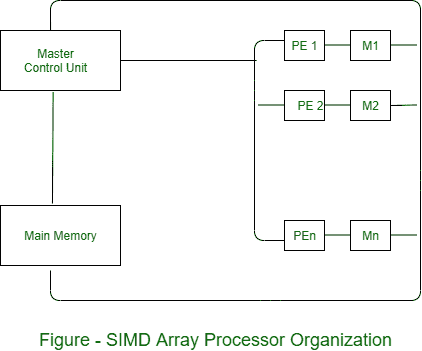 Master
Control Unit
PE 1
M1
PE 2
M2
Main Memory
PEn
Mn
Figure - SIMD Array Processor Organization